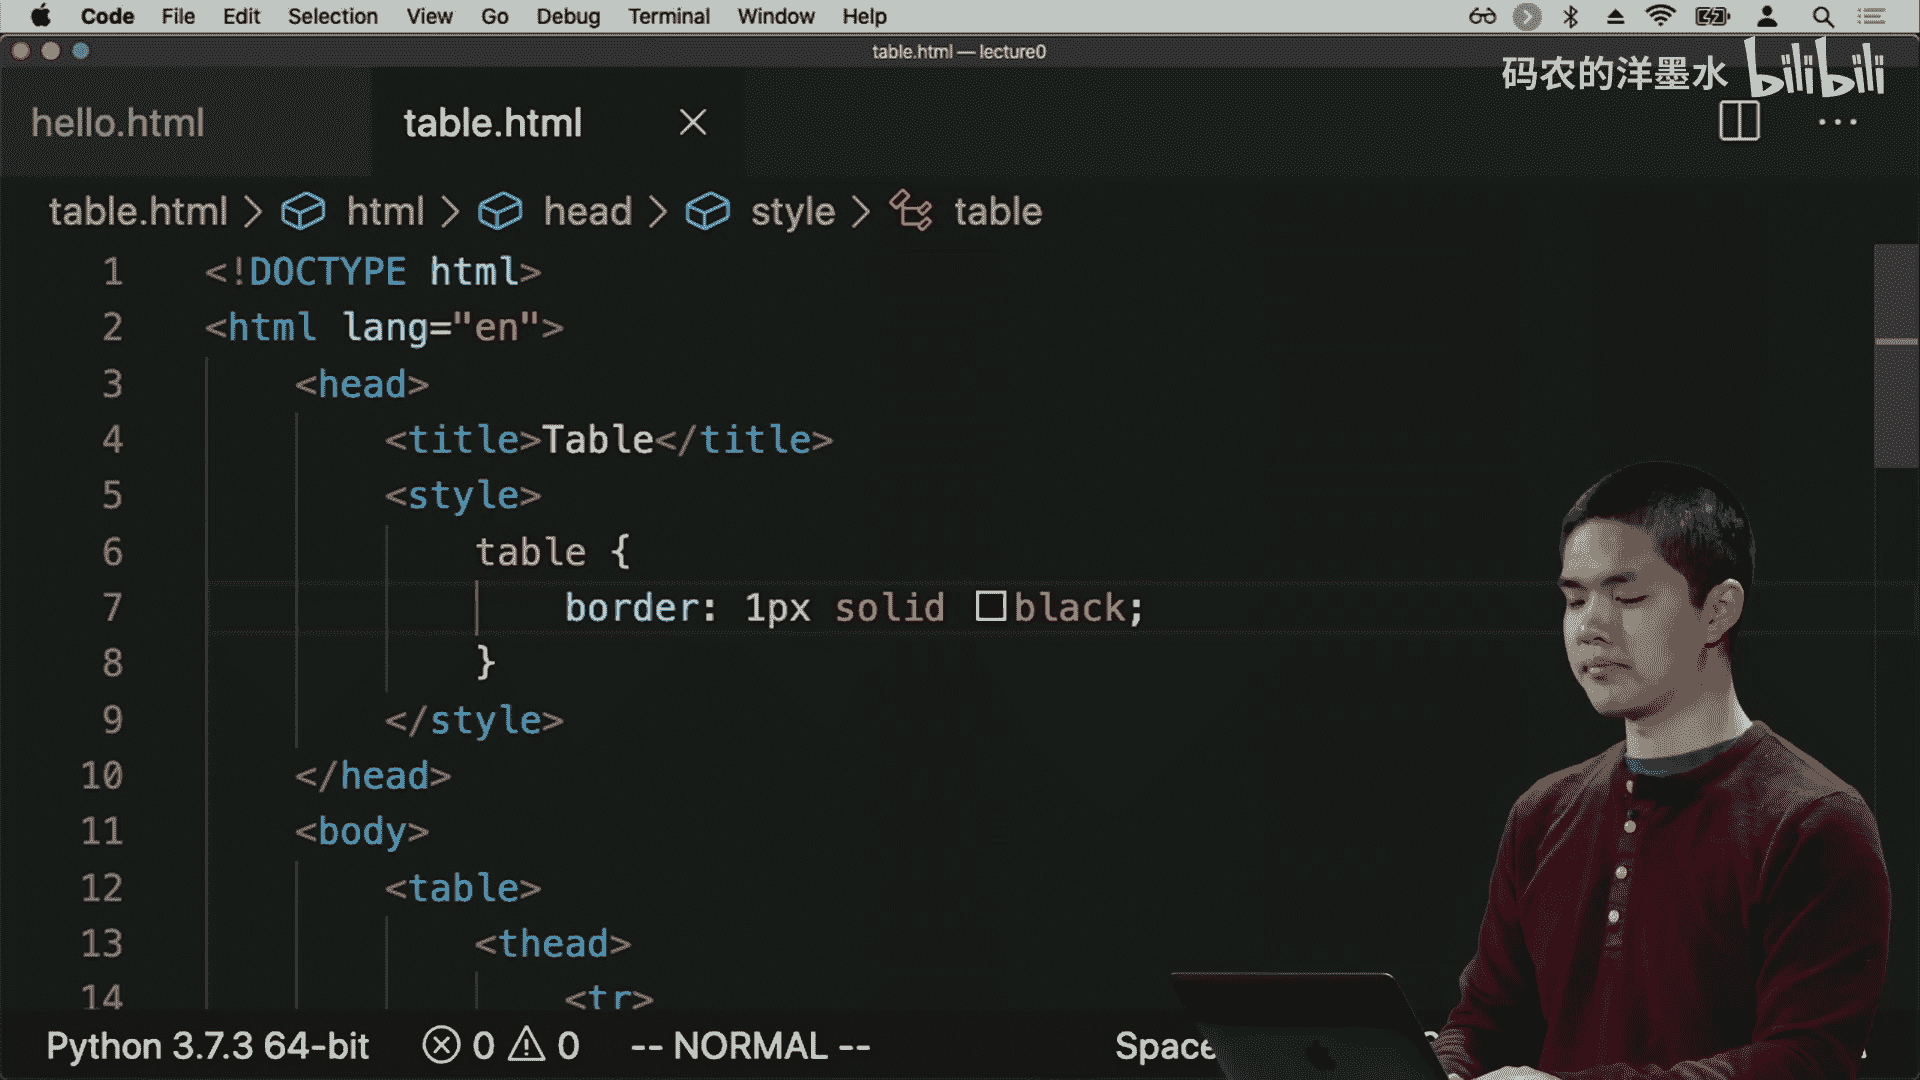 Code File Edit Selection View Go Debug Terminal Window Help
table.html — lecture0
码农的洋墨水 bilibili
hello.html table.html
table.html > html > head > style > table
1 <!DOCTYPE html>
2 <html lang="en">
3 <head>
4 <title>Table</title>
5 <style>
6 table {
7 border: 1px solid black;
8 }
9 </style>
10 </head>
11 <body>
12 <table>
13 <thead>
14 <tr>
Python 3.7.3 64-bit 0 0 -- NORMAL --